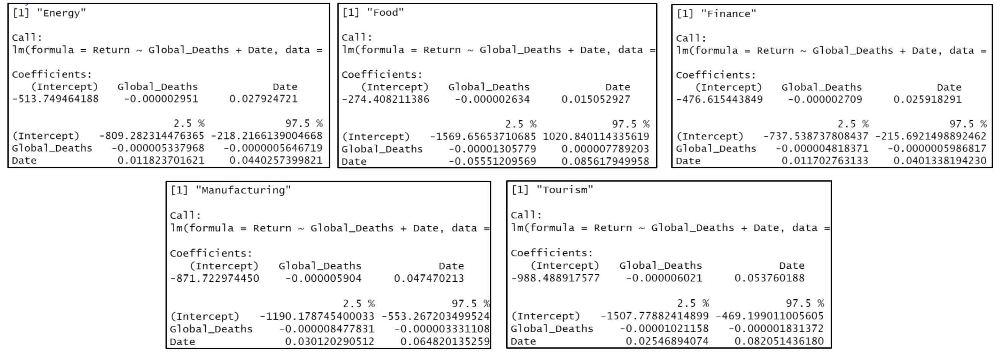 [1] "Energy"
Call:
lm(formula = Return ~ Global_Deaths + Date, data =
Coefficients:
(Intercept) Global_Deaths Date
-513.749464188 -0.000002951 0.027924721
2.5 % 97.5 %
(Intercept) -809.282314476365 -218.2166139004668
Global_Deaths -0.000005337968 -0.0000005646719
Date 0.011823701621 0.0440257399821
[1] "Food"
Call:
lm(formula = Return ~ Global_Deaths + Date, data =
Coefficients:
(Intercept) Global_Deaths Date
-274.408211386 -0.000002634 0.015052927
2.5 % 97.5 %
(Intercept) -1569.65653710685 1020.840114335619
Global_Deaths -0.00001305779 0.000007789203
Date -0.05551209569 0.085617949958
[1] "Finance"
Call:
lm(formula = Return ~ Global_Deaths + Date, data =
Coefficients:
(Intercept) Global_Deaths Date
-476.615443849 -0.000002709 0.025918291
2.5 % 97.5 %
(Intercept) -737.538737808437 -215.6921498892462
Global_Deaths -0.000004818371 -0.0000005986817
Date 0.011702763133 0.0401338194230
[1] "Manufacturing"
Call:
lm(formula = Return ~ Global_Deaths + Date, data =
Coefficients:
(Intercept) Global_Deaths Date
-871.722974450 -0.000005904 0.047470213
2.5 % 97.5 %
(Intercept) -1190.178745400033 -553.267203499524
Global_Deaths -0.000008477831 -0.000003331108
Date 0.030120290512 0.064820135259
[1] "Tourism"
Call:
lm(formula = Return ~ Global_Deaths + Date, data =
Coefficients:
(Intercept) Global_Deaths Date
-988.488917577 -0.000006021 0.053760188
2.5 % 97.5 %
(Intercept) -1507.77882414899 -469.199011005605
Global_Deaths -0.00001021158 -0.000001831372
Date 0.02546894074 0.082051436180